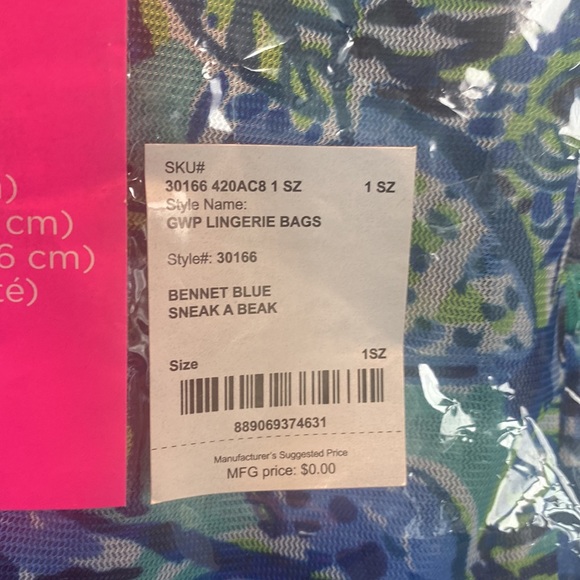 )
cm)
6 cm)
té)
SKU#
30166 420AC8 1 SZ 1 SZ
Style Name:
GWP LINGERIE BAGS
Style#: 30166
BENNET BLUE
SNEAK A BEAK
Size 1SZ
889069374631
Manufacturer's Suggested Price
MFG price: $0.00